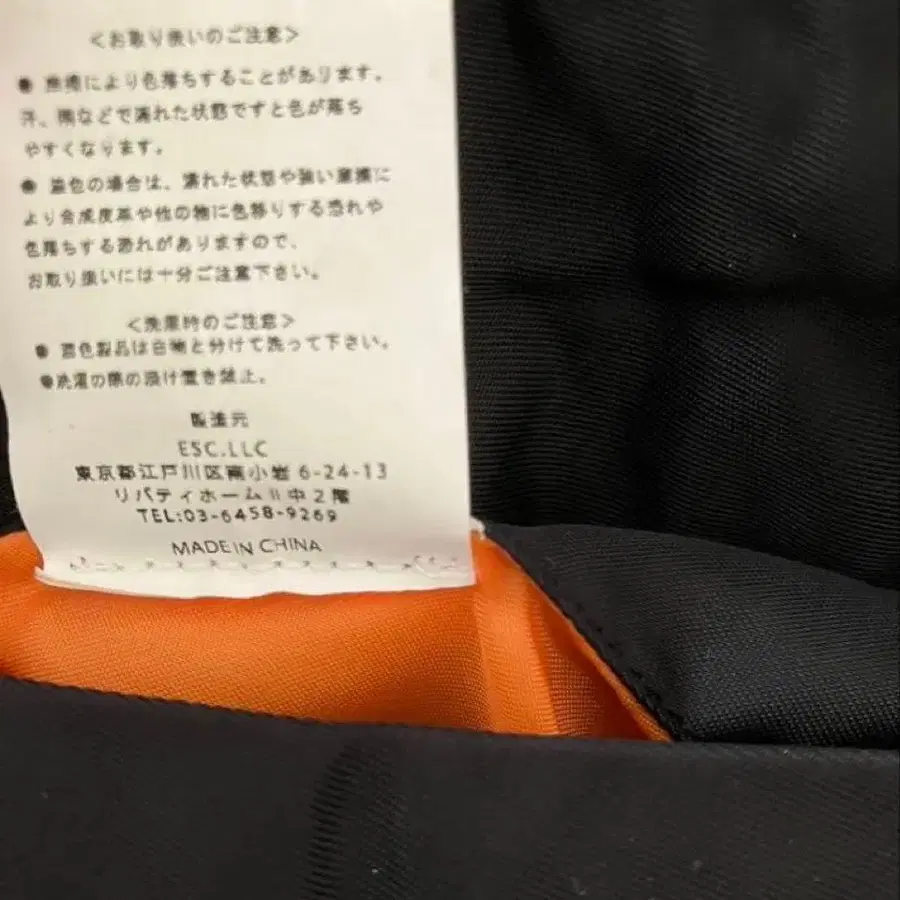 <お取り扱いのご注意>
● 摩擦により色落ちすることがあります。
汗、雨などで濡れた状態ですと色が落ち
やすくなります。
● 濃色の場合は、濡れた状態や強い摩擦に
より合成皮革や他の物に色移りする恐れや
色落ちする恐れがありますので、
お取り扱いには十分ご注意下さい。
<洗濯時のご注意>
● 濃色製品は白物と分けて洗って下さい。
●洗濯の際の漬け置き禁止。
製造元
ESC.LLC
東京都江戸川区南小岩 6-24-13
リバティホームⅡ中2階
TEL:03-6458-9269
MADE IN CHINA